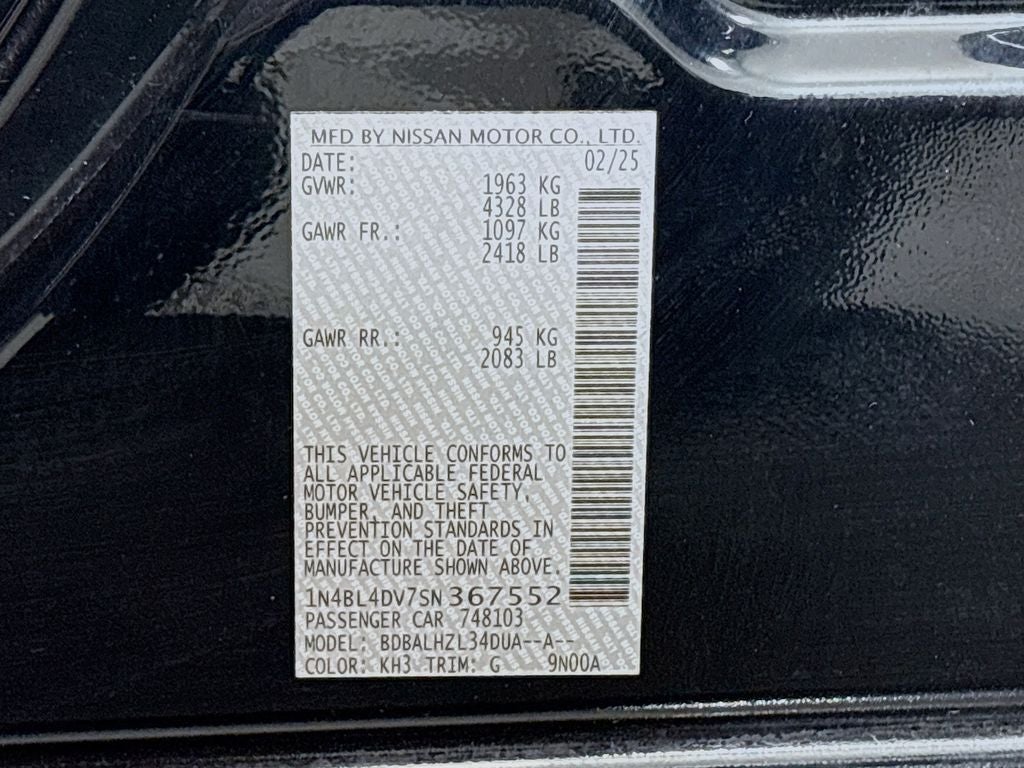 MFD BY NISSAN MOTOR CO., LTD.
DATE: 02/25
GVWR: 1963 KG
4328 LB
GAWR FR.: 1097 KG
2418 LB
GAWR RR.: 945 KG
2083 LB
THIS VEHICLE CONFORMS TO
ALL APPLICABLE FEDERAL
MOTOR VEHICLE SAFETY,
BUMPER, AND THEFT
PREVENTION STANDARDS IN
EFFECT ON THE DATE OF
MANUFACTURE SHOWN ABOVE.
1N4BL4DV7SN367552
PASSENGER CAR 748103
MODEL: BDBALHZL34DUA--A--
COLOR: KH3 TRIM: G 9N00A